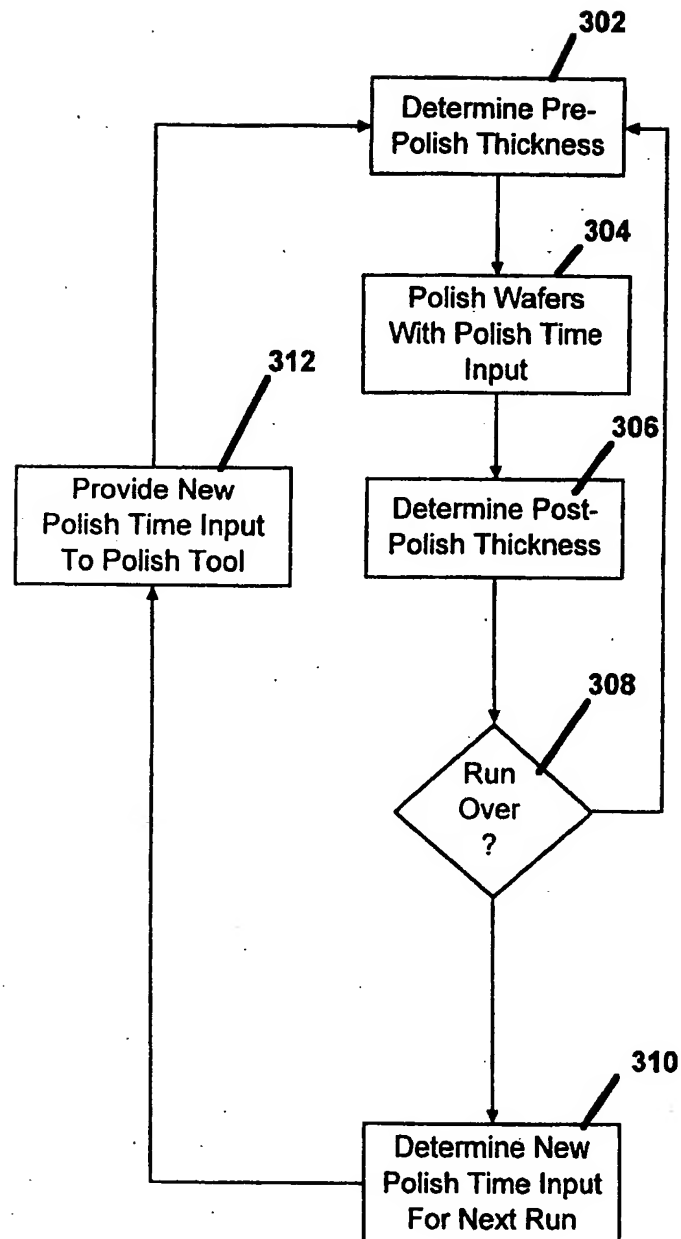 302
Determine Pre-
Polish Thickness
304
Polish Wafers
With Polish Time
Input
312
Provide New
Polish Time Input
To Polish Tool
306
Determine Post-
Polish Thickness
308
Run
Over
?
310
Determine New
Polish Time Input
For Next Run